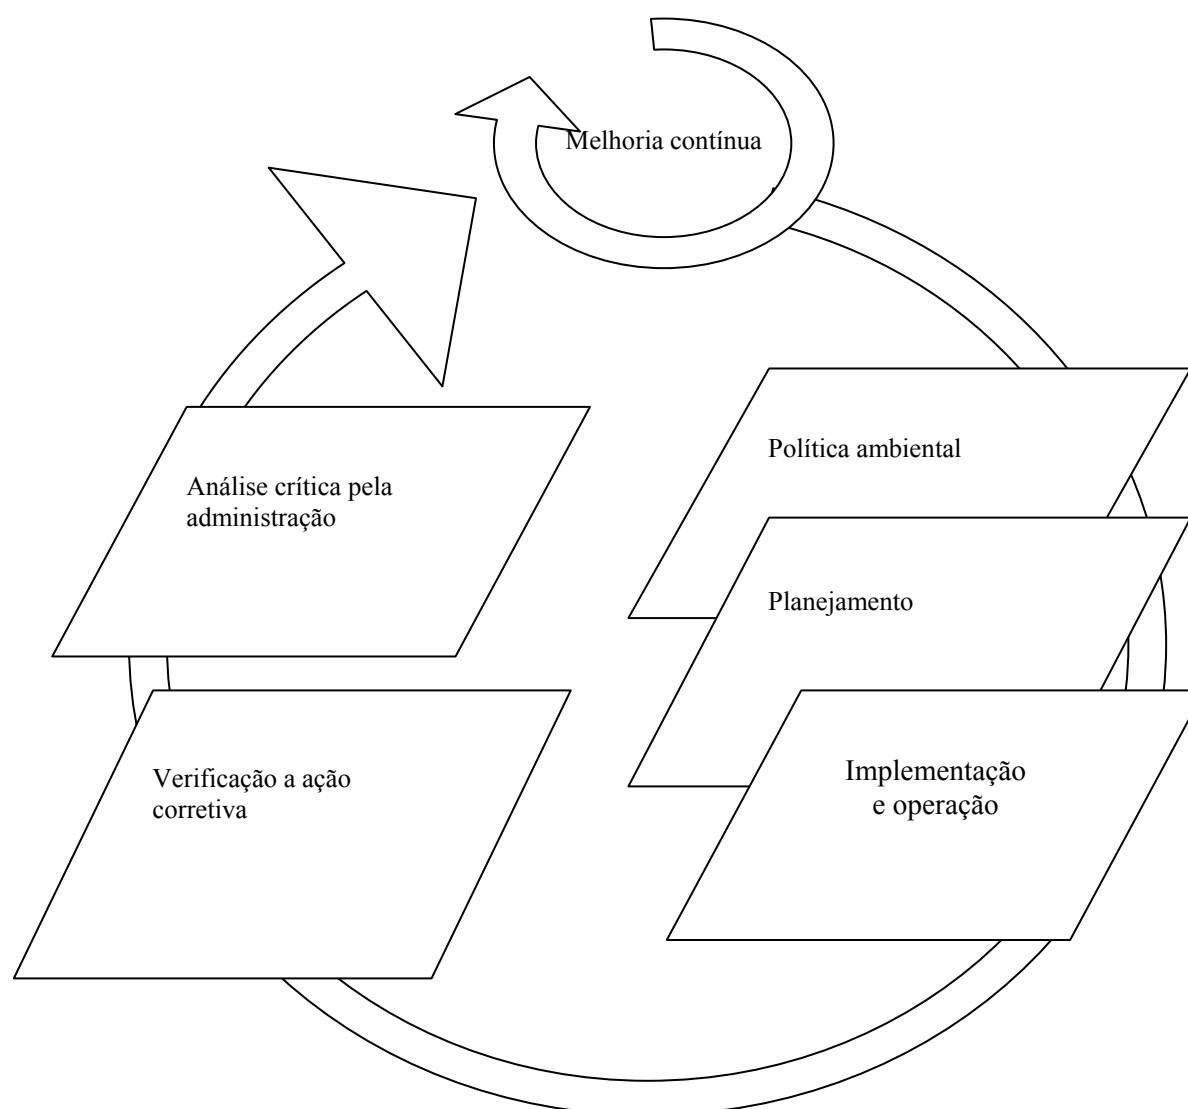 Melhoria contínua
Política ambiental
Análise crítica pela
administração
Planejamento
Implementação
e operação
Verificação a ação
corretiva